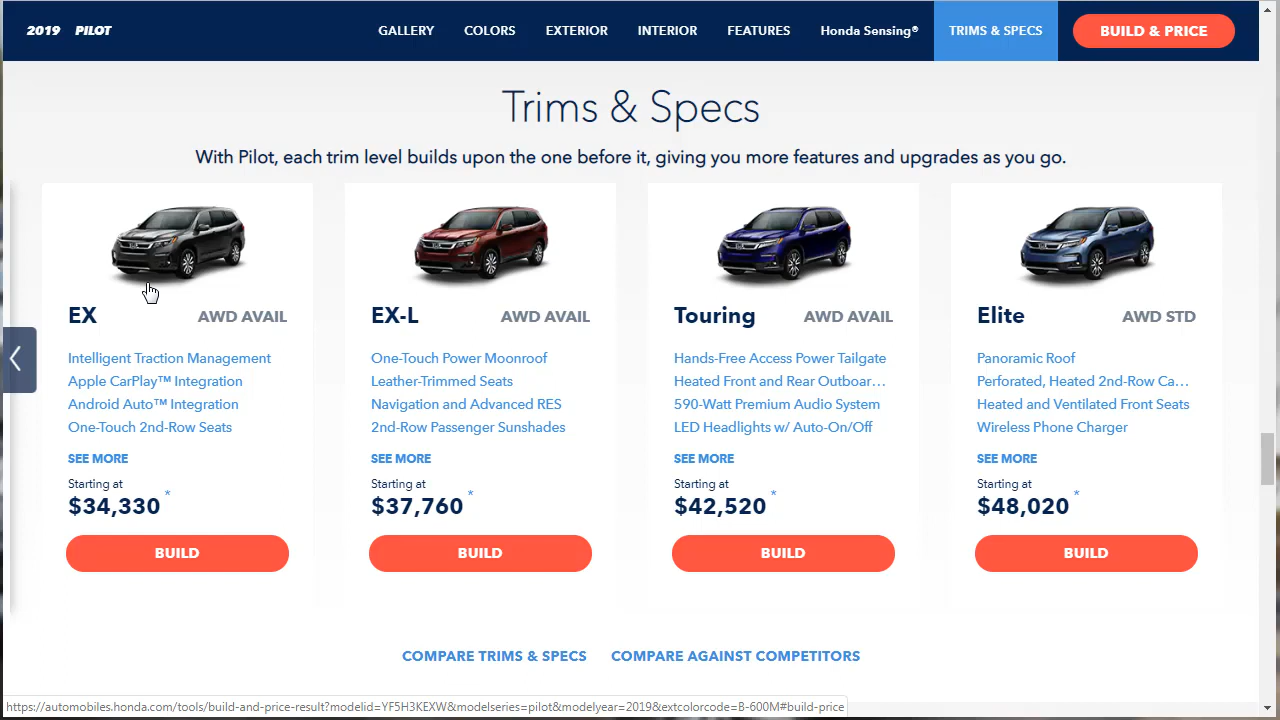 2019 PILOT
GALLERY COLORS EXTERIOR INTERIOR FEATURES Honda Sensing® TRIMS & SPECS BUILD & PRICE
Trims & Specs
With Pilot, each trim level builds upon the one before it, giving you more features and upgrades as you go.
EX AWD AVAIL
Intelligent Traction Management
Apple CarPlay™ Integration
Android Auto™ Integration
One-Touch 2nd-Row Seats
SEE MORE
Starting at
$34,330*
BUILD
EX-L AWD AVAIL
One-Touch Power Moonroof
Leather-Trimmed Seats
Navigation and Advanced RES
2nd-Row Passenger Sunshades
SEE MORE
Starting at
$37,760*
BUILD
Touring AWD AVAIL
Hands-Free Access Power Tailgate
Heated Front and Rear Outboar…
590-Watt Premium Audio System
LED Headlights w/ Auto-On/Off
SEE MORE
Starting at
$42,520*
BUILD
Elite AWD STD
Panoramic Roof
Perforated, Heated 2nd-Row Ca…
Heated and Ventilated Front Seats
Wireless Phone Charger
SEE MORE
Starting at
$48,020*
BUILD
COMPARE TRIMS & SPECS COMPARE AGAINST COMPETITORS
https://automobiles.honda.com/tools/build-and-price-result?modelid=YF5H3KEXW&modelseries=pilot&modelyear=2019&extcolorcode=B-600M#build-price